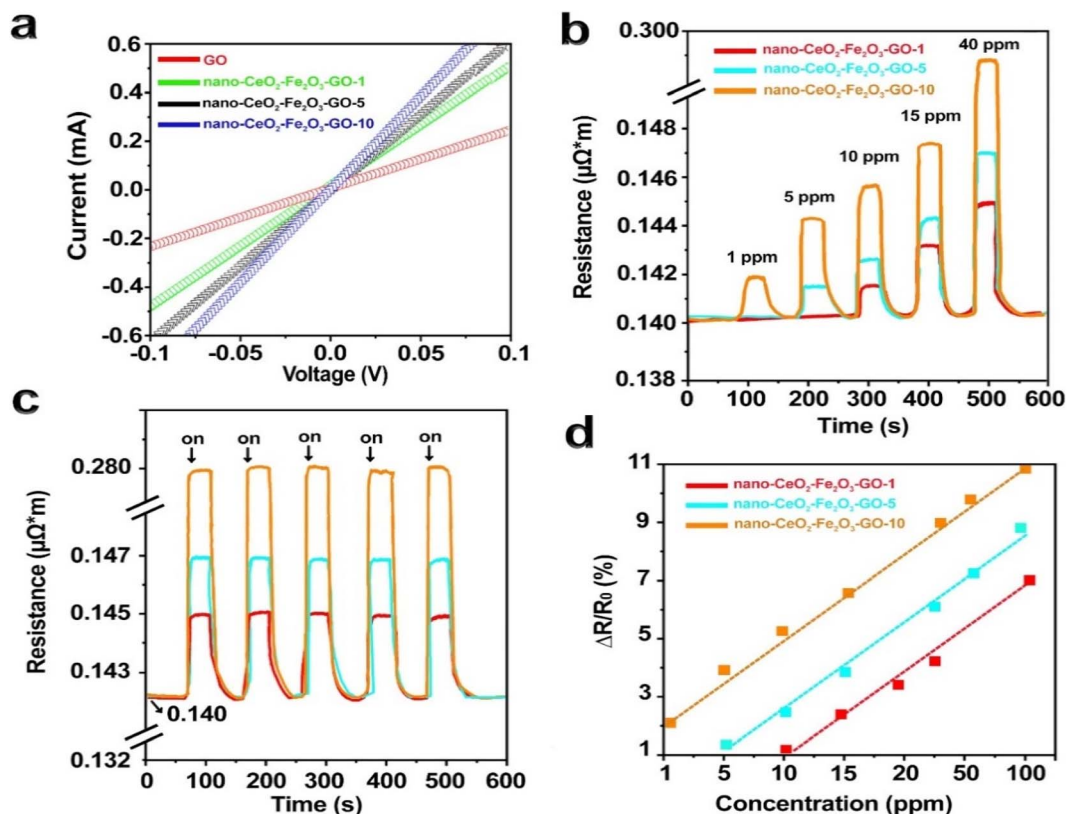 a
0.6
0.4
0.2
0.0
-0.2
-0.4
-0.6
Current (mA)
GO
nano-CeO₂-Fe₂O₃-GO-1
nano-CeO₂-Fe₂O₃-GO-5
nano-CeO₂-Fe₂O₃-GO-10
-0.1 -0.05 0.0 0.05 0.1
Voltage (V)
b
0.300
0.148
0.146
0.144
0.142
0.140
0.138
Resistance (μΩ*m)
nano-CeO₂-Fe₂O₃-GO-1
nano-CeO₂-Fe₂O₃-GO-5
nano-CeO₂-Fe₂O₃-GO-10
1 ppm
5 ppm
10 ppm
15 ppm
40 ppm
0 100 200 300 400 500 600
Time (s)
c
0.280
0.147
0.145
0.143
0.132
Resistance (μΩ*m)
on on on on on
0.140
0 100 200 300 400 500 600
Time (s)
d
11
9
7
5
3
1
ΔR/R₀ (%)
nano-CeO₂-Fe₂O₃-GO-1
nano-CeO₂-Fe₂O₃-GO-5
nano-CeO₂-Fe₂O₃-GO-10
1 5 10 15 20 50 100
Concentration (ppm)